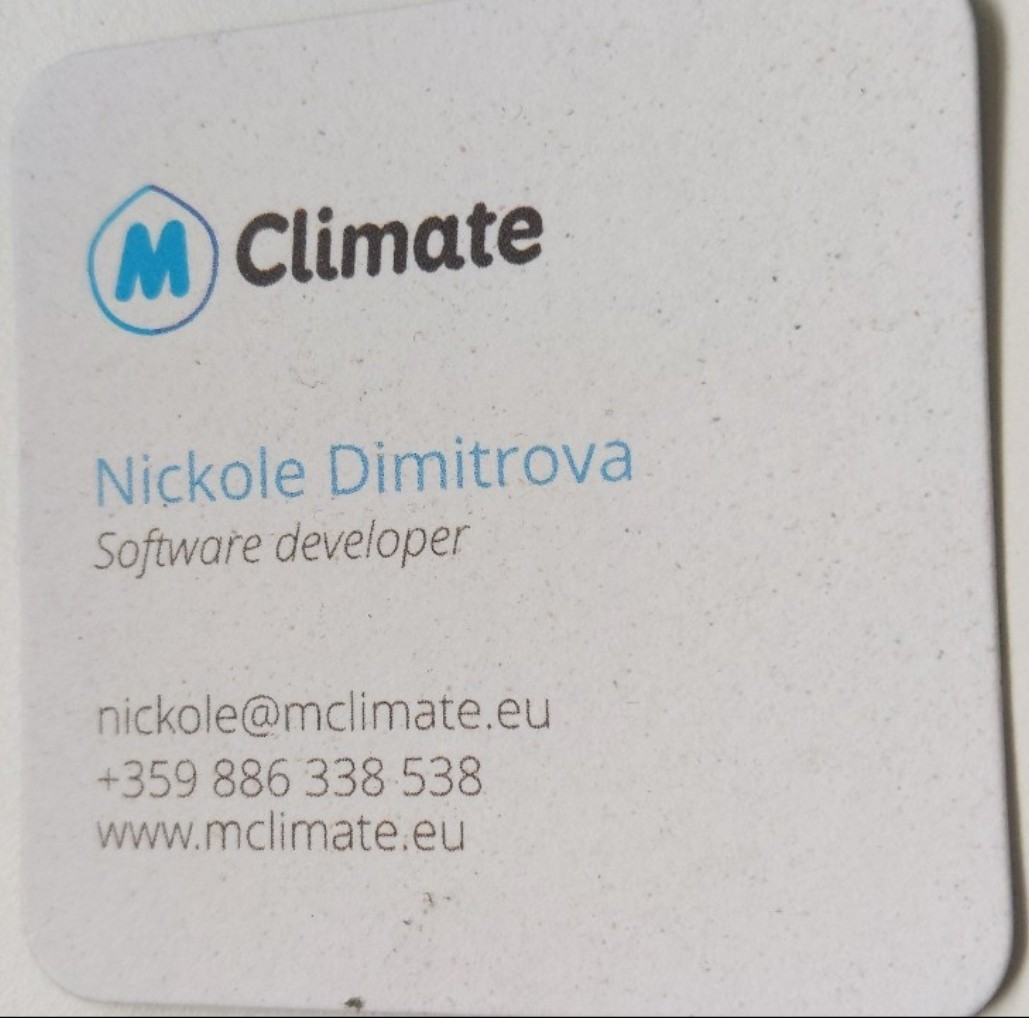 M Climate
Nickole Dimitrova
Software developer
nickole@mclimate.eu
+359 886 338 538
www.mclimate.eu